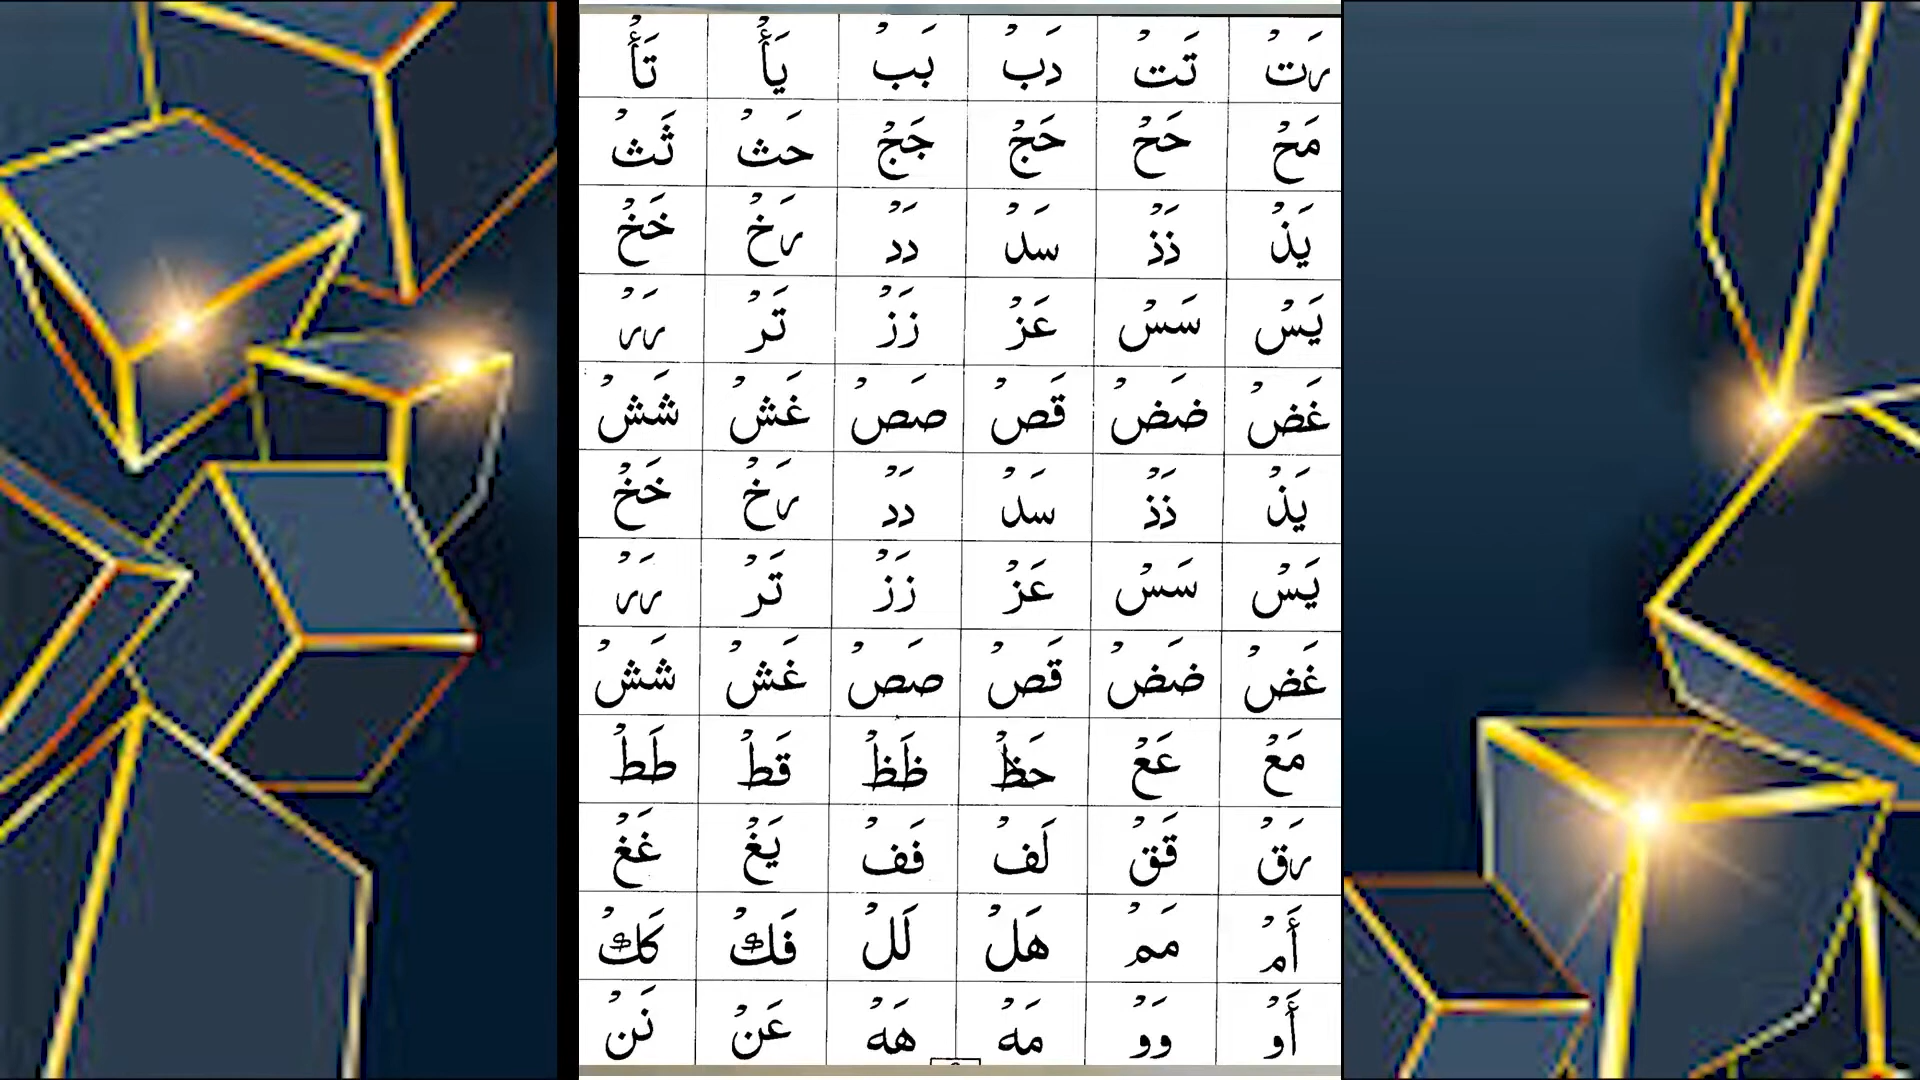 رَتُ تَتُ دَبُ بَبُ يَأُ تَأُ
مَحُ حَحُ حَجُ جَجُ حَثُ ثَثُ
يَذُ ذَذُ سَدُ دَدُ رَخُ خَخُ
يَسُ سَسُ عَزُ زَزُ تَرُ رَرُ
غَضُ ضَضُ قَصُ صَصُ غَشُ شَشُ
يَذُ ذَذُ سَدُ دَدُ رَخُ خَخُ
يَسُ سَسُ عَزُ زَزُ تَرُ رَرُ
غَضُ ضَضُ قَصُ صَصُ غَشُ شَشُ
مَعُ عَعُ حَظُ ظَظُ قَطُ طَطُ
رَقُ قَقُ لَفُ فَفُ يَغُ غَغُ
أَمُ مَمُ هَلُ لَلُ فَكُ كَكُ
أَوُ وَوُ مَهُ هَهُ عَنُ نَنُ